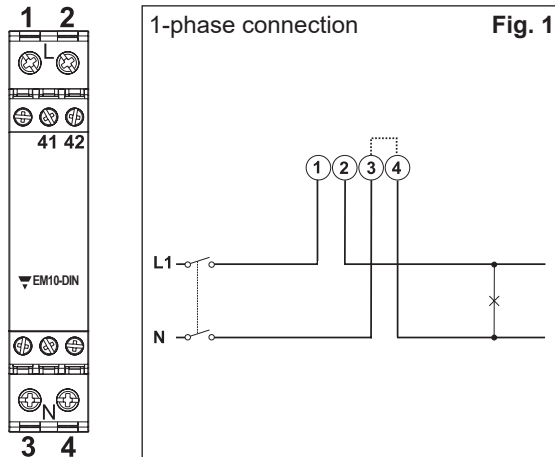 1 2
L
41 42
EM10-DIN
N
3 4
1-phase connection Fig. 1
1 2 3 4
L1
N